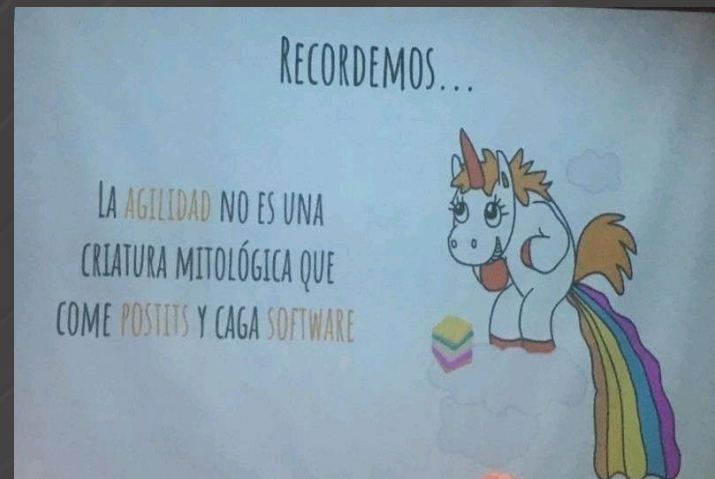 RECORDEMOS...
LA AGILIDAD NO ES UNA
CRIATURA MITOLÓGICA QUE
COME POSTITS Y CAGA SOFTWARE